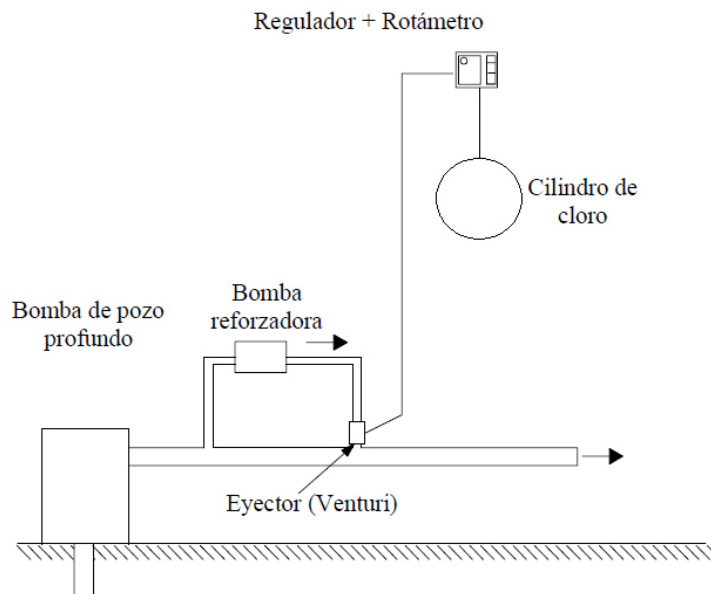 Regulador + Rotámetro
Cilindro de
cloro
Bomba
reforzadora
Bomba de pozo
profundo
Eyector (Venturi)